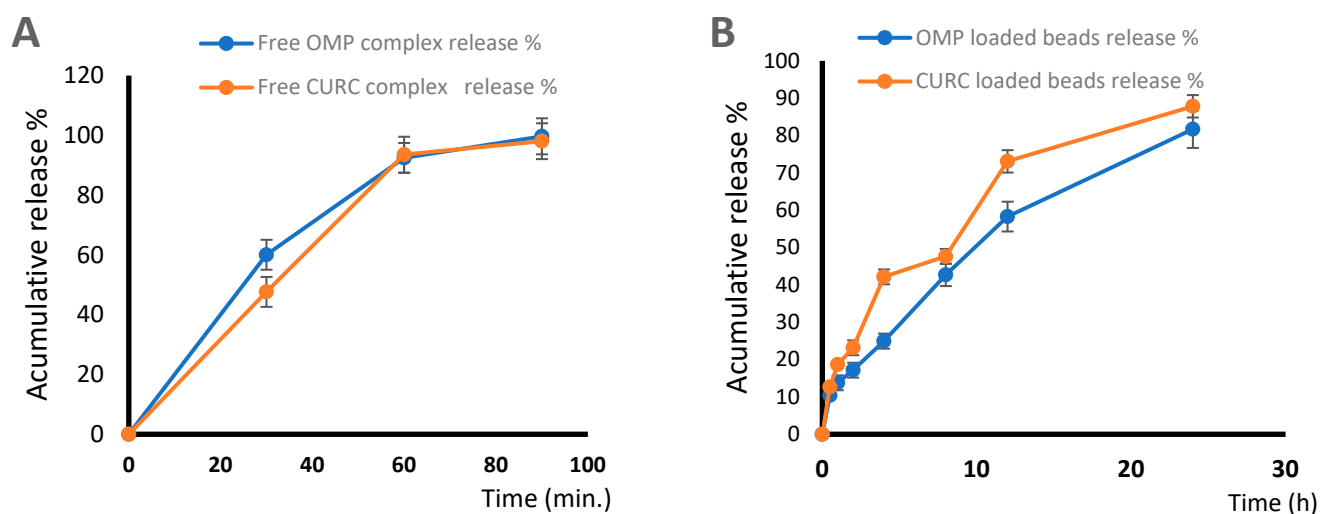 A
Free OMP complex release %
Free CURC complex release %
Acumulative release %
120
100
80
60
40
20
0
0 20 40 60 80 100
Time (min.)
B
OMP loaded beads release %
CURC loaded beads release %
Acumulative release %
100
90
80
70
60
50
40
30
20
10
0
0 10 20 30
Time (h)